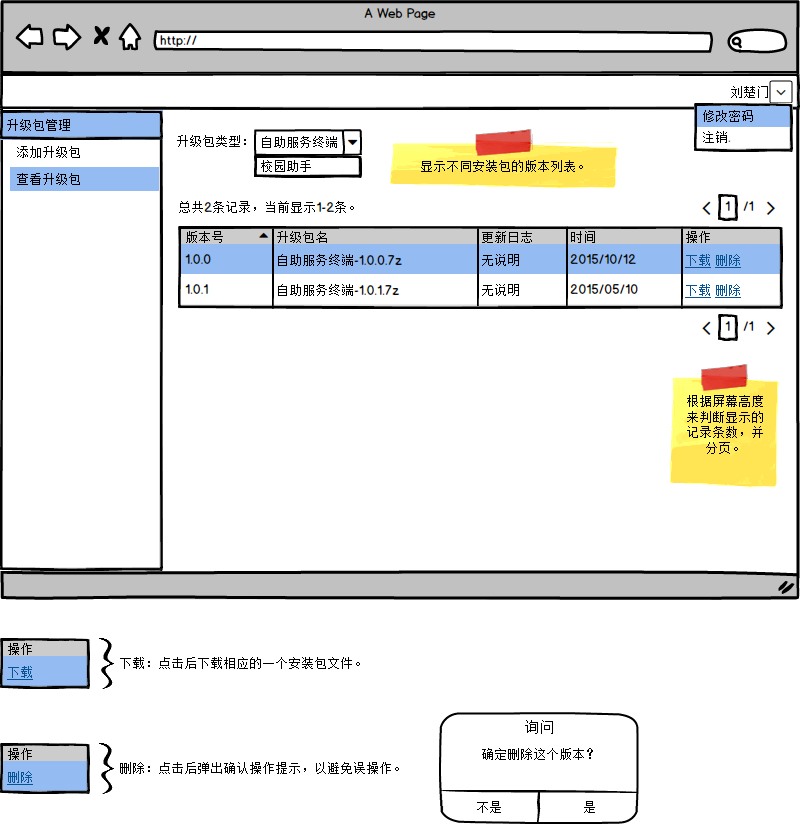 A Web Page
http://
刘楚门
升级包管理
修改密码
注销.
添加升级包
查看升级包
升级包类型：
自助服务终端
校园助手
显示不同安装包的版本列表。
总共2条记录，当前显示1-2条。
1 /1
版本号 升级包名 更新日志 时间 操作
1.0.0 自助服务终端-1.0.0.7z 无说明 2015/10/12 下载 删除
1.0.1 自助服务终端-1.0.1.7z 无说明 2015/05/10 下载 删除
1 /1
根据屏幕高度
来判断显示的
记录条数，并
分页。
操作
下载
下载：点击后下载相应的一个安装包文件。
操作
删除
删除：点击后弹出确认操作提示，以避免误操作。
询问
确定删除这个版本？
不是 是